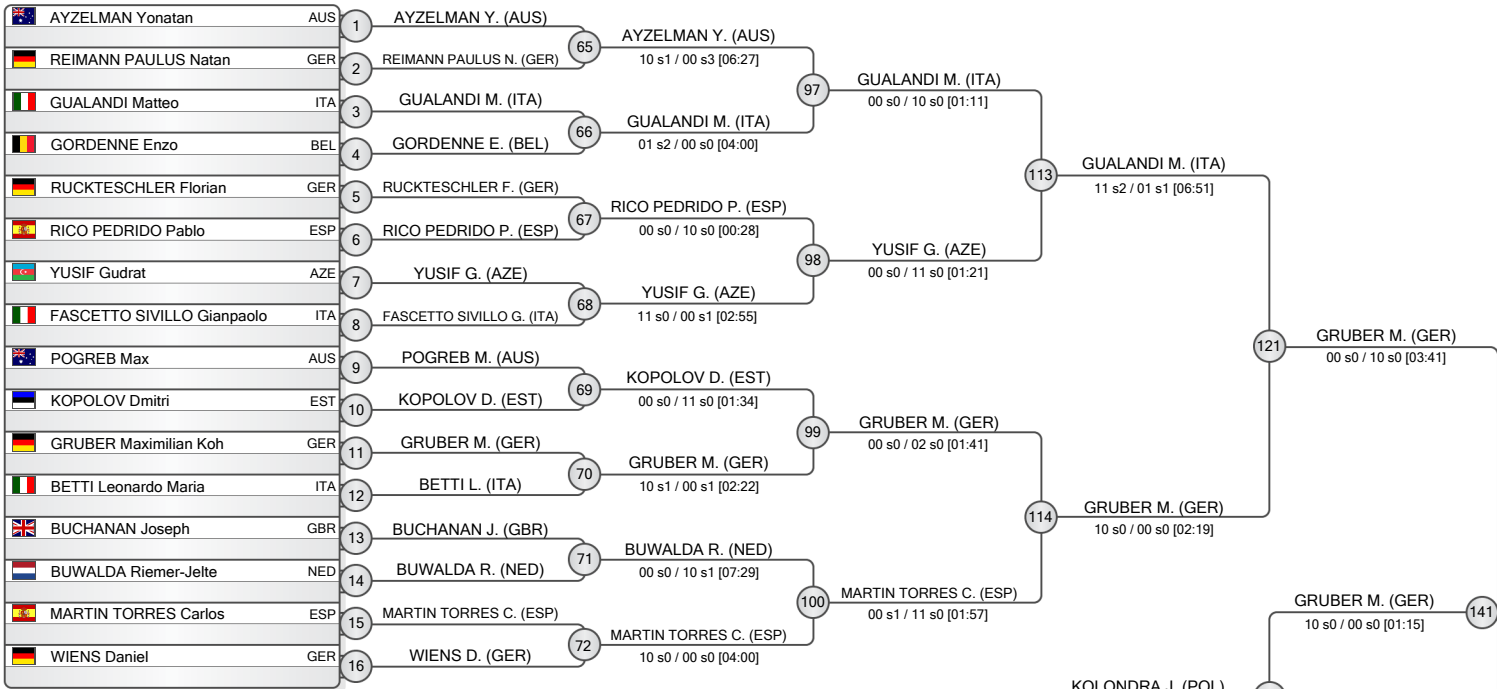 AYZELMAN Yonatan AUS
REIMANN PAULUS Natan GER
GUALANDI Matteo ITA
GORDENNE Enzo BEL
RUCKTESCHLER Florian GER
RICO PEDRIDO Pablo ESP
YUSIF Gudrat AZE
FASCETTO SIVILLO Gianpaolo ITA
POGREB Max AUS
KOPOLOV Dmitri EST
GRUBER Maximilian Koh GER
BETTI Leonardo Maria ITA
BUCHANAN Joseph GBR
BUWALDA Riemer-Jelte NED
MARTIN TORRES Carlos ESP
WIENS Daniel GER
1 AYZELMAN Y. (AUS)
2 REIMANN PAULUS N. (GER)
3 GUALANDI M. (ITA)
4 GORDENNE E. (BEL)
5 RUCKTESCHLER F. (GER)
6 RICO PEDRIDO P. (ESP)
7 YUSIF G. (AZE)
8 FASCETTO SIVILLO G. (ITA)
9 POGREB M. (AUS)
10 KOPOLOV D. (EST)
11 GRUBER M. (GER)
12 BETTI L. (ITA)
13 BUCHANAN J. (GBR)
14 BUWALDA R. (NED)
15 MARTIN TORRES C. (ESP)
16 WIENS D. (GER)
65 AYZELMAN Y. (AUS)
10 s1 / 00 s3 [06:27]
66 GUALANDI M. (ITA)
01 s2 / 00 s0 [04:00]
67 RICO PEDRIDO P. (ESP)
00 s0 / 10 s0 [00:28]
68 YUSIF G. (AZE)
11 s0 / 00 s1 [02:55]
69 KOPOLOV D. (EST)
00 s0 / 11 s0 [01:34]
70 GRUBER M. (GER)
10 s1 / 00 s1 [02:22]
71 BUWALDA R. (NED)
00 s0 / 10 s1 [07:29]
72 MARTIN TORRES C. (ESP)
10 s0 / 00 s0 [04:00]
97 GUALANDI M. (ITA)
00 s0 / 10 s0 [01:11]
98 YUSIF G. (AZE)
00 s0 / 11 s0 [01:21]
99 GRUBER M. (GER)
00 s0 / 02 s0 [01:41]
100 MARTIN TORRES C. (ESP)
00 s1 / 11 s0 [01:57]
113 GUALANDI M. (ITA)
11 s2 / 01 s1 [06:51]
114 GRUBER M. (GER)
10 s0 / 00 s0 [02:19]
121 GRUBER M. (GER)
00 s0 / 10 s0 [03:41]
GRUBER M. (GER) 141
10 s0 / 00 s0 [01:15]
KOLONDRA J. (POL)